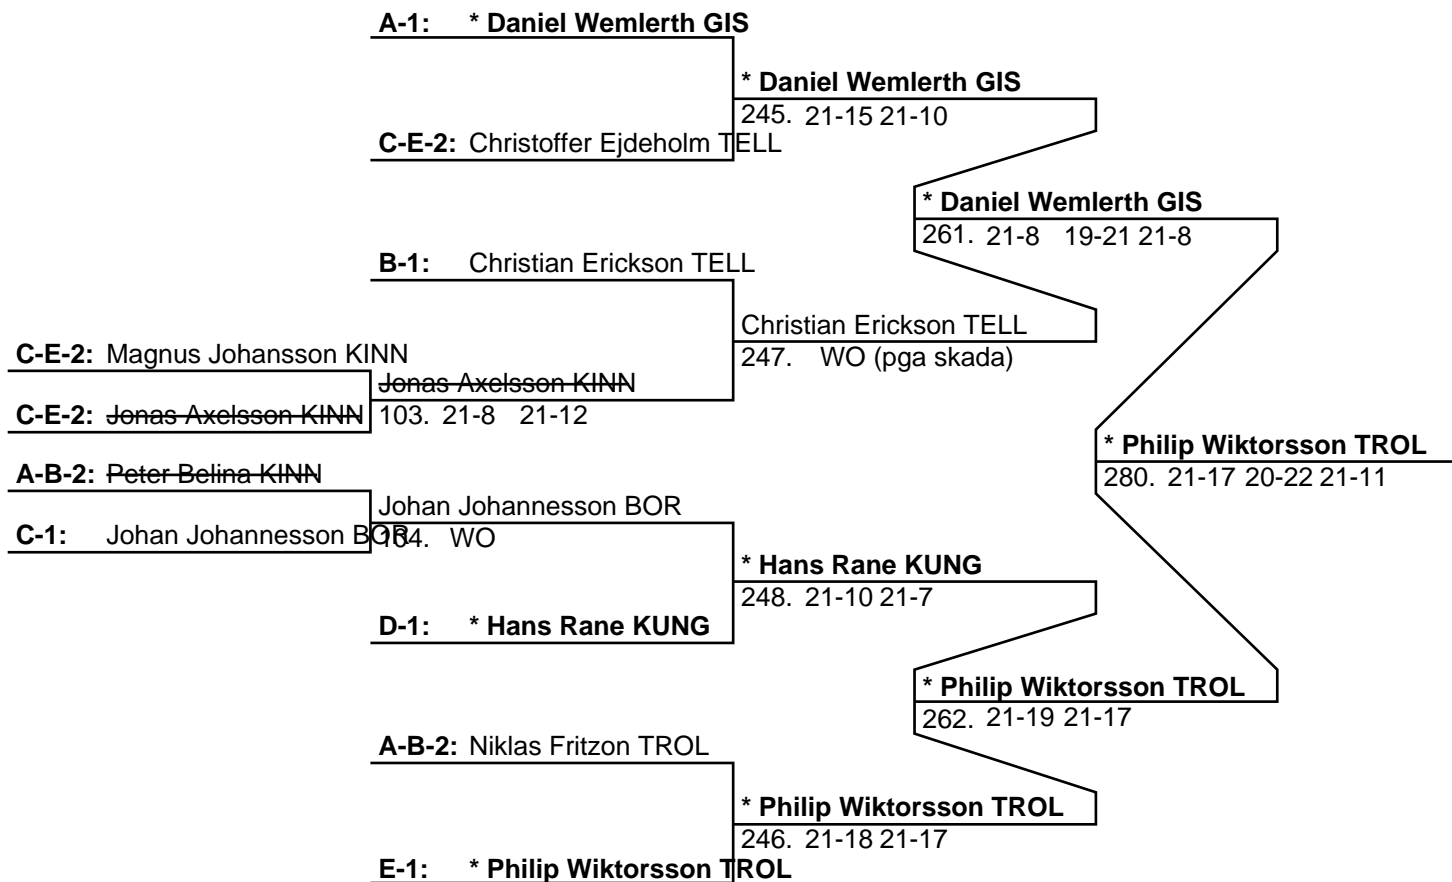 A-1: * Daniel Wemlerth GIS
* Daniel Wemlerth GIS
245. 21-15 21-10
C-E-2: Christoffer Ejdeholm TELL
* Daniel Wemlerth GIS
261. 21-8 19-21 21-8
B-1: Christian Erickson TELL
Christian Erickson TELL
247. WO (pga skada)
C-E-2: Magnus Johansson KINN
Jonas Axelsson KINN
103. 21-8 21-12
C-E-2: Jonas Axelsson KINN
* Philip Wiktorsson TROL
280. 21-17 20-22 21-11
A-B-2: Peter Belina KINN
Johan Johannesson BOR
104. WO
C-1: Johan Johannesson BOR
* Hans Rane KUNG
248. 21-10 21-7
D-1: * Hans Rane KUNG
* Philip Wiktorsson TROL
262. 21-19 21-17
A-B-2: Niklas Fritzon TROL
* Philip Wiktorsson TROL
246. 21-18 21-17
E-1: * Philip Wiktorsson TROL